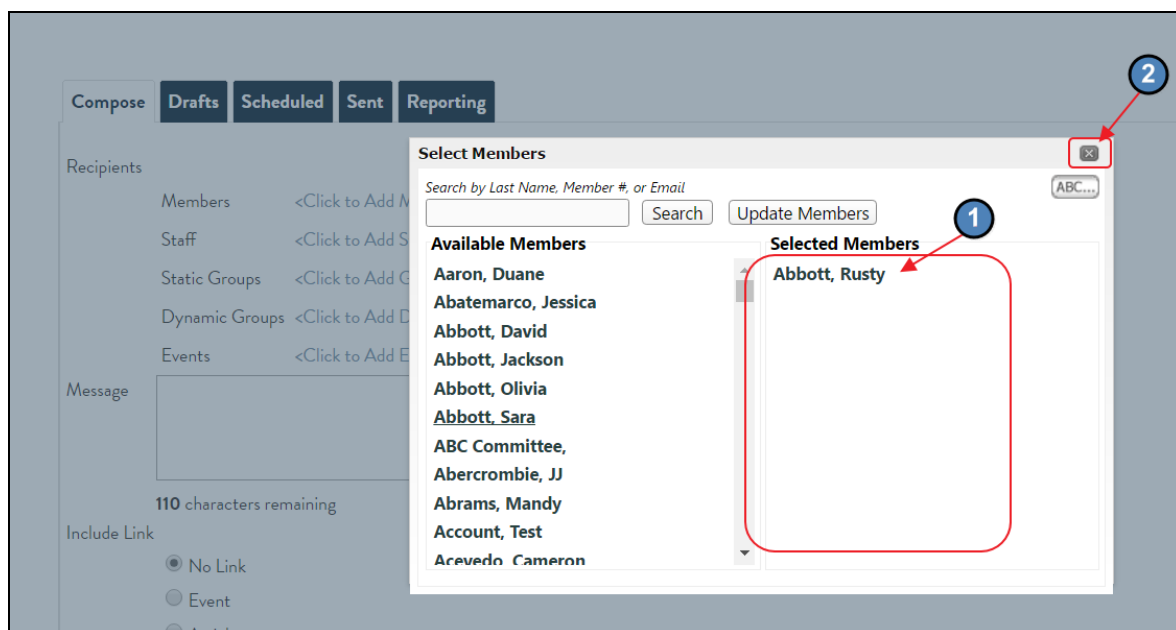 2
Compose Drafts Scheduled Sent Reporting
Select Members
Recipients
Search by Last Name, Member #, or Email
ABC...
Members <Click to Add M
Search Update Members
1
Staff <Click to Add S
Available Members Selected Members
Static Groups <Click to Add G
Aaron, Duane Abbott, Rusty
Abatemarco, Jessica
Dynamic Groups <Click to Add D
Abbott, David
Events <Click to Add E
Abbott, Jackson
Message
Abbott, Olivia
Abbott, Sara
ABC Committee,
Abercrombie, JJ
110 characters remaining
Abrams, Mandy
Include Link
Account, Test
No Link
Acevedo, Cameron
Event